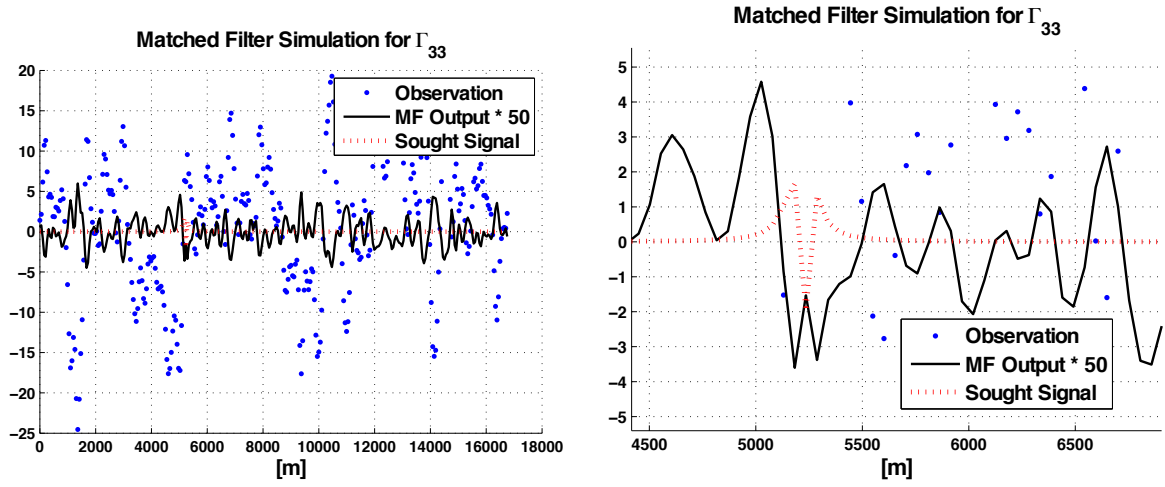 Matched Filter Simulation for Γ33
20
15
10
5
0
−5
−10
−15
−20
−25
0 2000 4000 6000 8000 10000 12000 14000 16000 18000
[m]
Observation
MF Output * 50
Sought Signal
Matched Filter Simulation for Γ33
5
4
3
2
1
0
−1
−2
−3
−4
−5
4500 5000 5500 6000 6500
[m]
Observation
MF Output * 50
Sought Signal